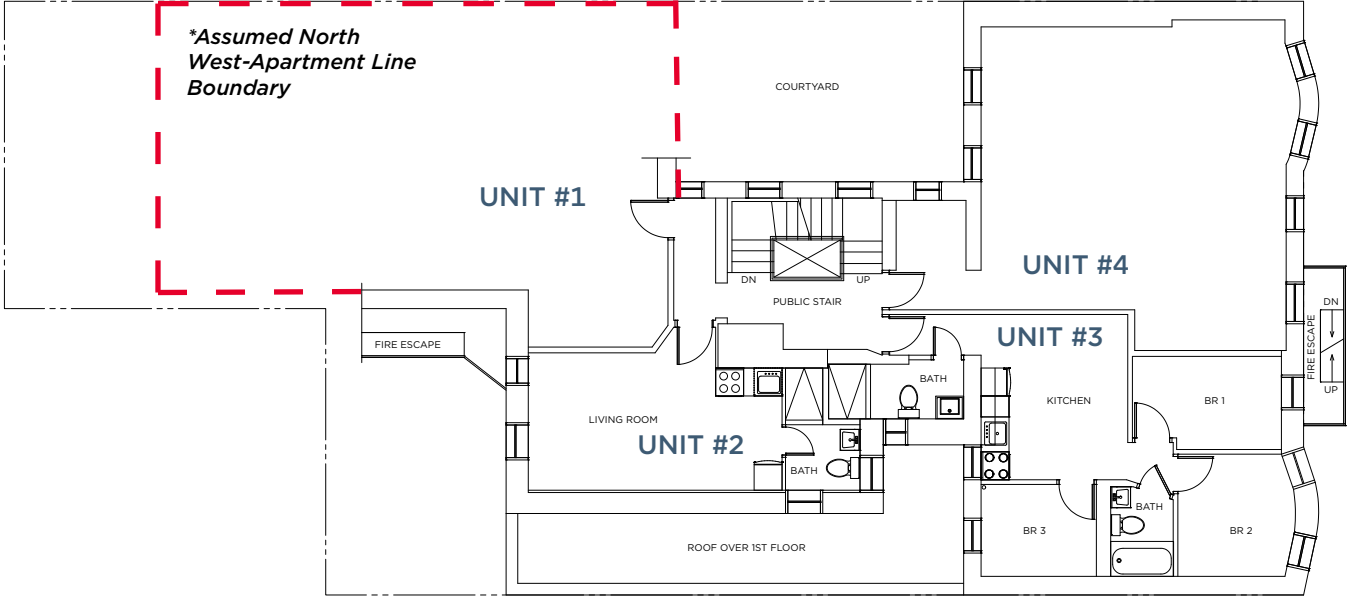 *Assumed North
West-Apartment Line
Boundary
COURTYARD
UNIT #1
UNIT #4
DN
UP
PUBLIC STAIR
DN
FIRE ESCAPE
UP
FIRE ESCAPE
UNIT #3
BATH
KITCHEN
BR 1
LIVING ROOM
UNIT #2
BATH
BATH
BR 3
BR 2
ROOF OVER 1ST FLOOR